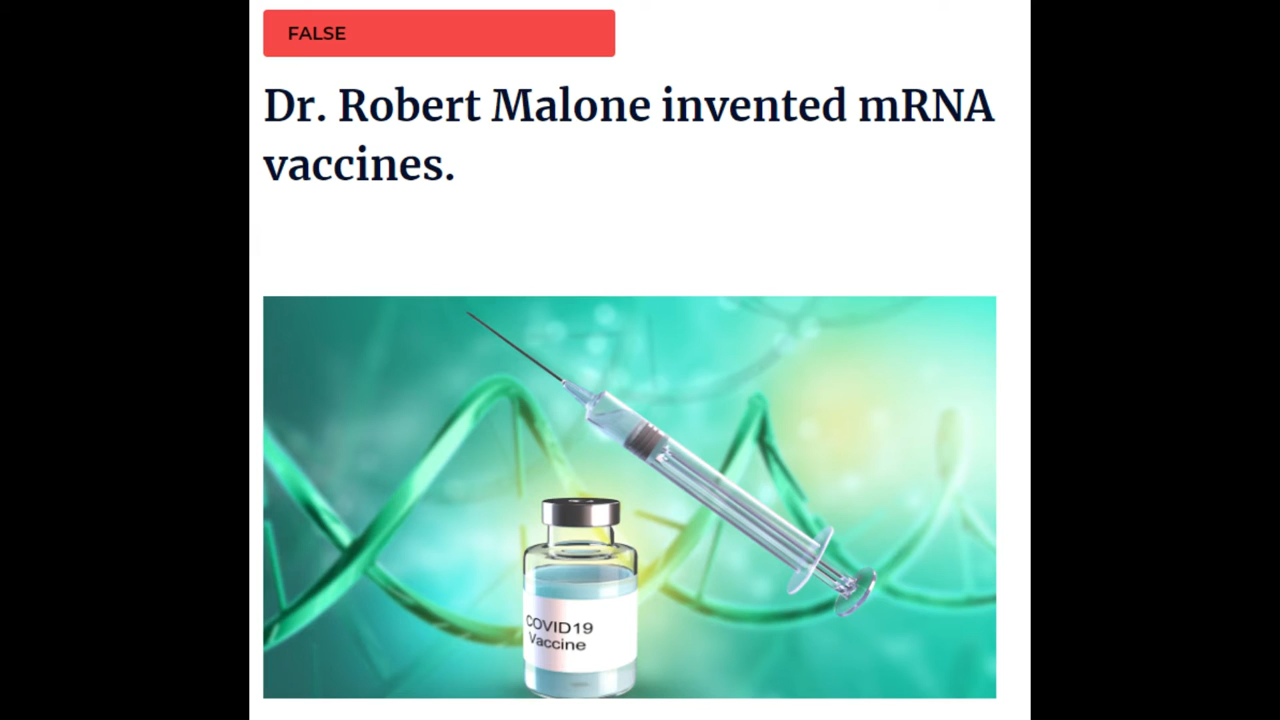 FALSE
Dr. Robert Malone invented mRNA
vaccines.
COVID19
Vaccine